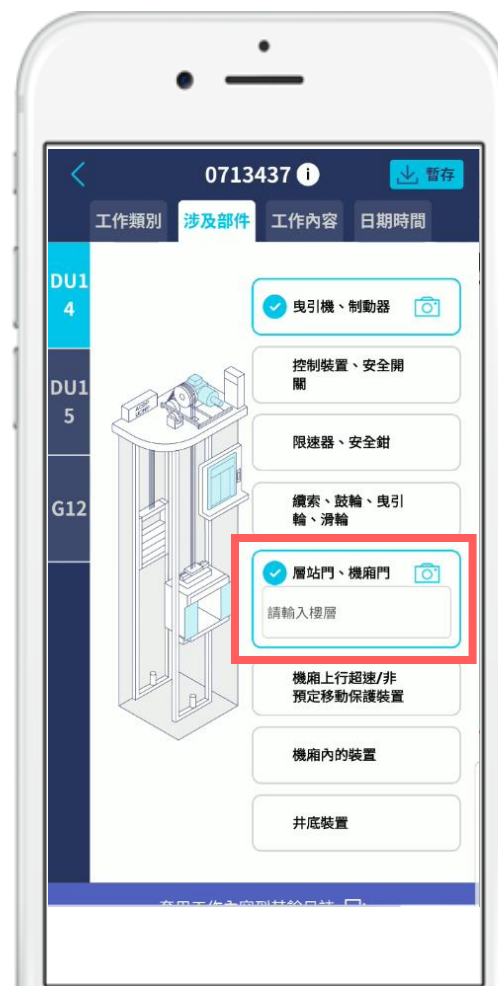 0713437
暫存
工作類別
涉及部件
工作內容
日期時間
DU1
4
DU1
5
G12
曳引機、制動器
控制裝置、安全開
關
限速器、安全鉗
纜索、鼓輪、曳引
輪、滑輪
層站門、機廂門
請輸入樓層
機廂上行超速/非
預定移動保護裝置
機廂內的裝置
井底裝置